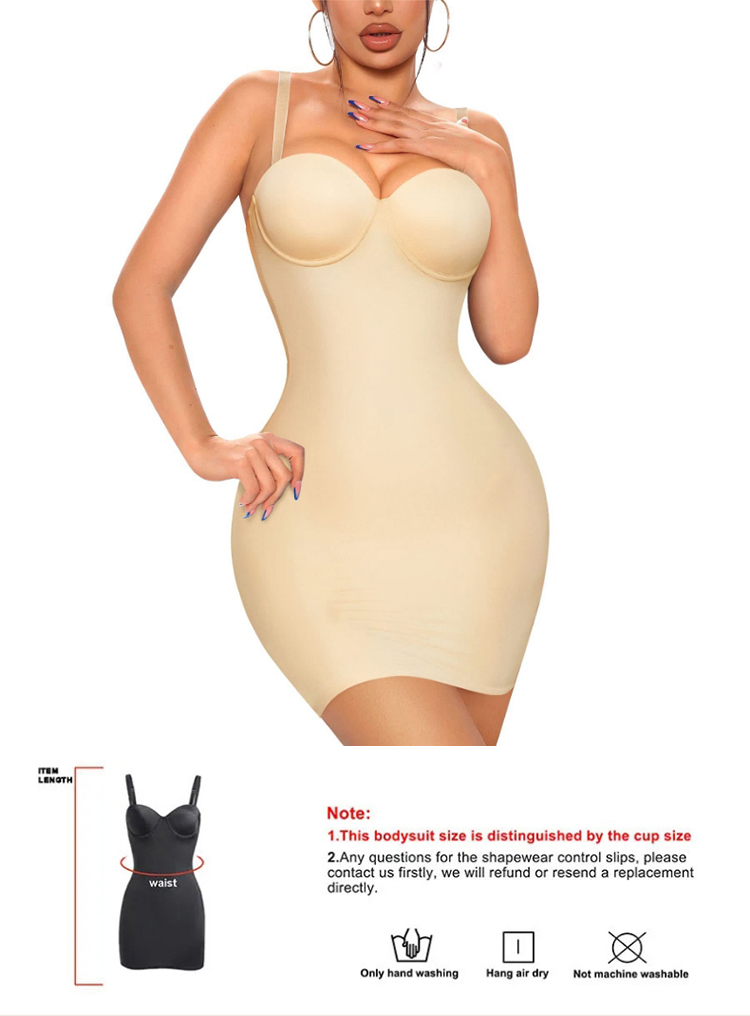 ITEM
LENGTH
waist
Note:
1.This bodysuit size is distinguished by the cup size
2.Any questions for the shapewear control slips, please
contact us firstly, we will refund or resend a replacement
directly.
Only hand washing
Hang air dry
Not machine washable